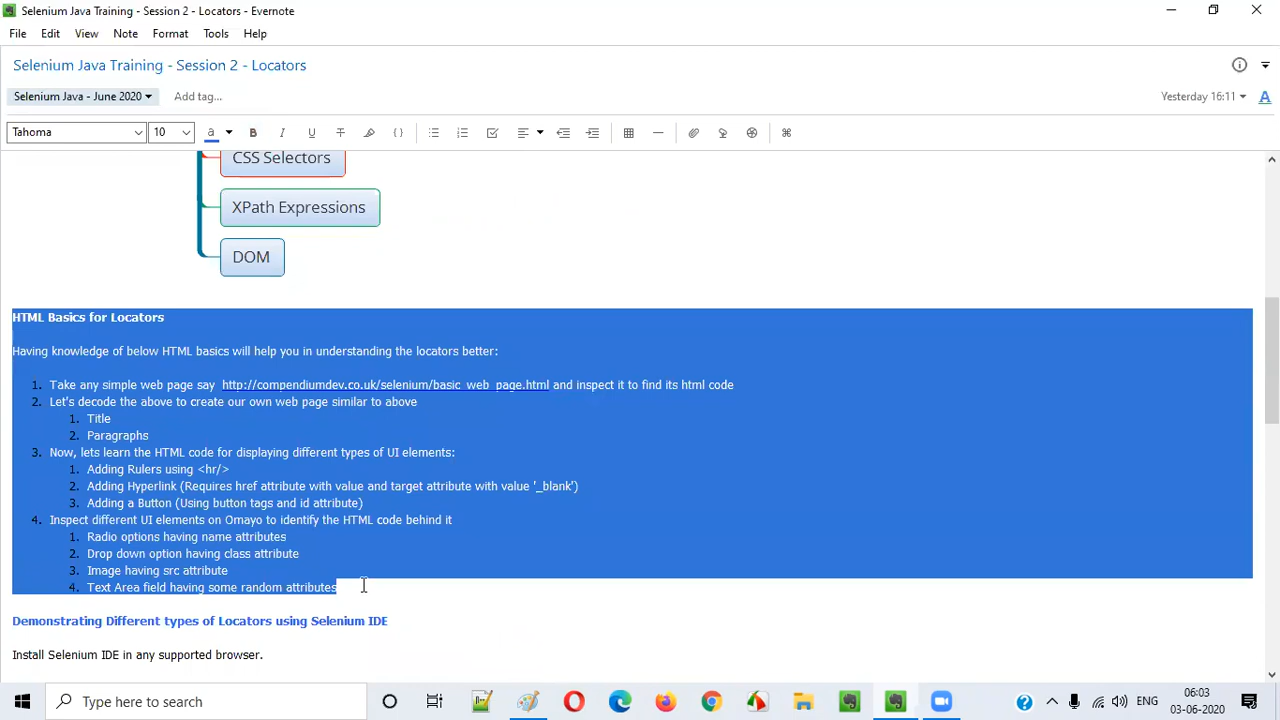 Selenium Java Training - Session 2 - Locators - Evernote
File Edit View Note Format Tools Help
Selenium Java Training - Session 2 - Locators
Selenium Java - June 2020 Add tag... Yesterday 16:11
Tahoma 10 a B I U T { } A
CSS Selectors
XPath Expressions
DOM
HTML Basics for Locators
Having knowledge of below HTML basics will help you in understanding the locators better:
1. Take any simple web page say http://compendiumdev.co.uk/selenium/basic_web_page.html and inspect it to find its html code
2. Let's decode the above to create our own web page similar to above
1. Title
2. Paragraphs
3. Now, lets learn the HTML code for displaying different types of UI elements:
1. Adding Rulers using <hr/>
2. Adding Hyperlink (Requires href attribute with value and target attribute with value '_blank')
3. Adding a Button (Using button tags and id attribute)
4. Inspect different UI elements on Omayo to identify the HTML code behind it
1. Radio options having name attributes
2. Drop down option having class attribute
3. Image having src attribute
4. Text Area field having some random attributes
Demonstrating Different types of Locators using Selenium IDE
Install Selenium IDE in any supported browser.
Type here to search
ENG
06:03
03-06-2020